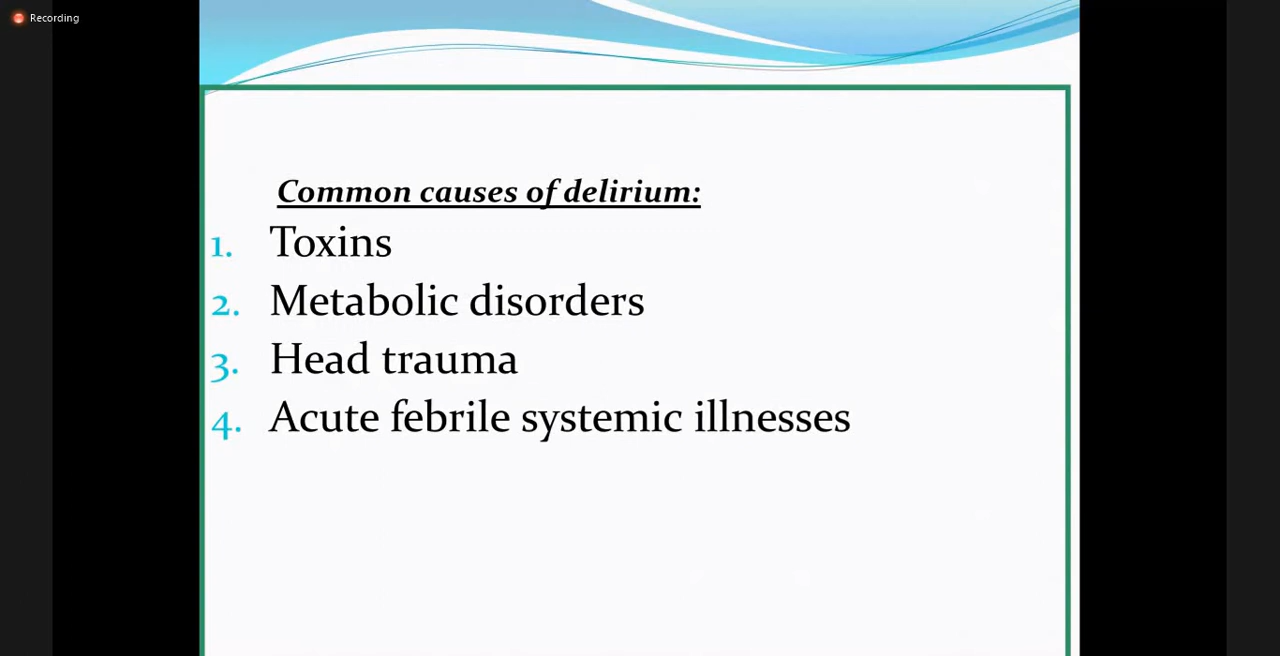 Recording
Common causes of delirium:
1. Toxins
2. Metabolic disorders
3. Head trauma
4. Acute febrile systemic illnesses